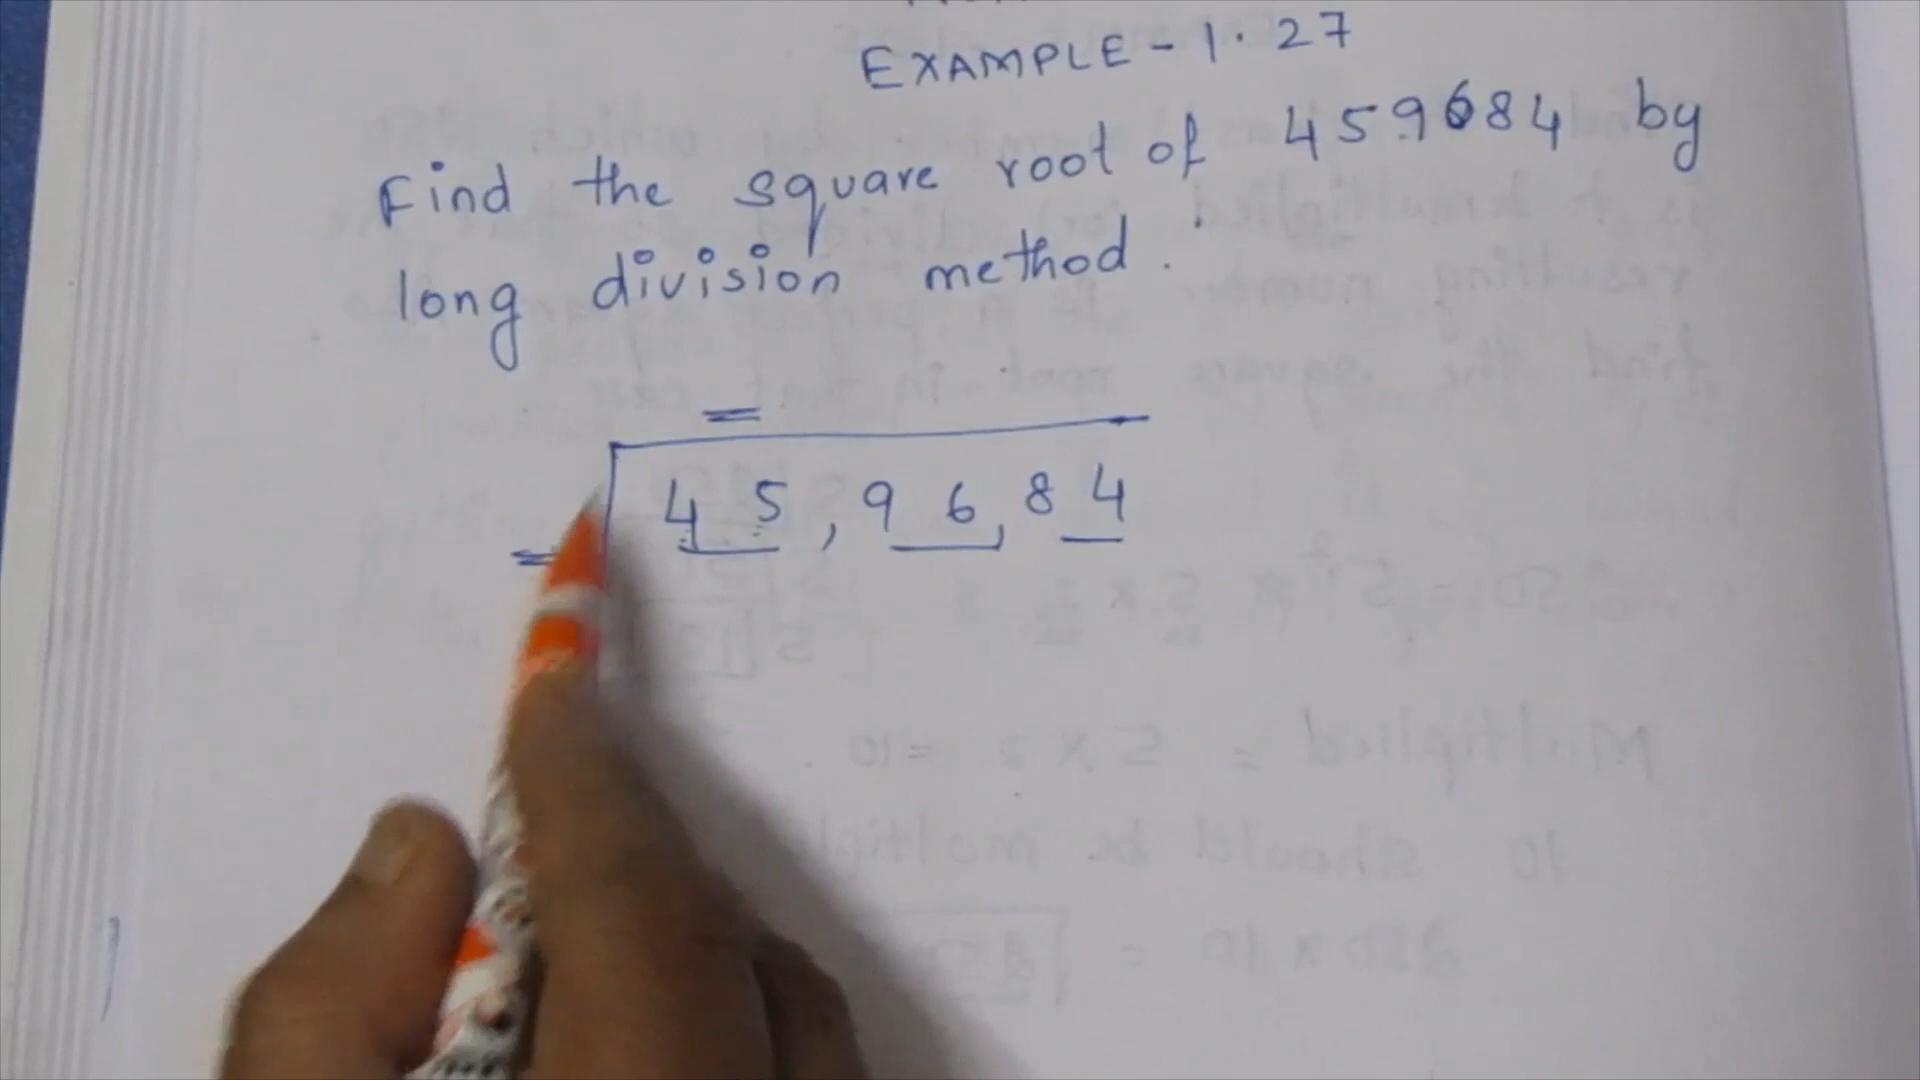 EXAMPLE - 1.27
Find the square root of 459684 by
long division method.
45,96,84